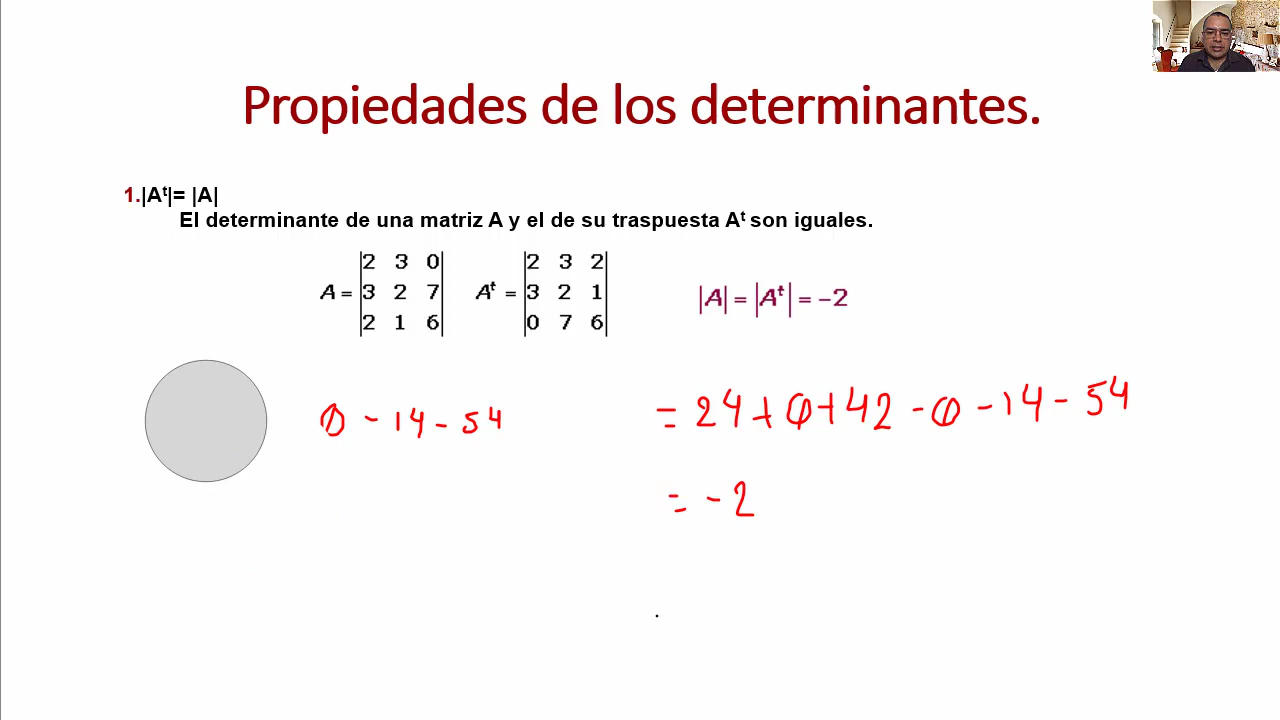 Propiedades de los determinantes.
1.|Aᵗ|= |A|
El determinante de una matriz A y el de su traspuesta Aᵗ son iguales.
A = |2 3 0| Aᵗ = |2 3 2|
|3 2 7| |3 2 1| |A| = |Aᵗ| = −2
|2 1 6| |0 7 6|
0 - 14 - 54 = 24 + 0 + 42 - 0 - 14 - 54
= -2